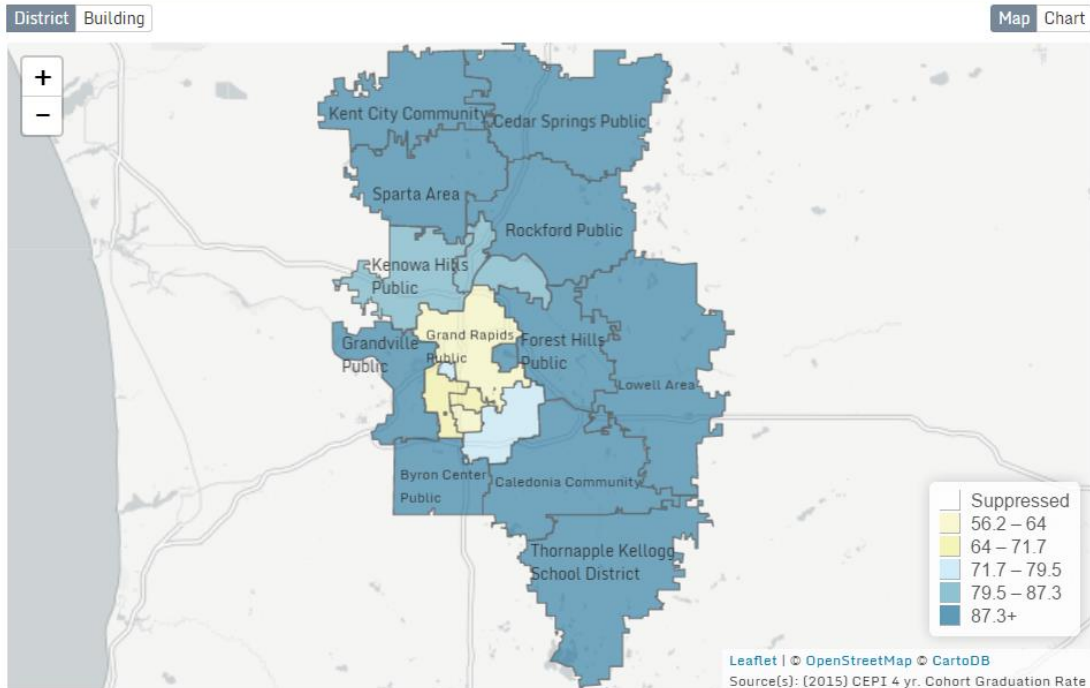 District Building
Map Chart
+
−
Kent City Community
Cedar Springs Public
Sparta Area
Rockford Public
Kenowa Hills
Public
Grand Rapids
Public
Grandville
Public
Forest Hills
Public
Lowell Area
Byron Center
Public
Caledonia Community
Thornapple Kellogg
School District
Suppressed
56.2 – 64
64 – 71.7
71.7 – 79.5
79.5 – 87.3
87.3+
Leaflet | © OpenStreetMap © CartoDB
Source(s): (2015) CEPI 4 yr. Cohort Graduation Rate